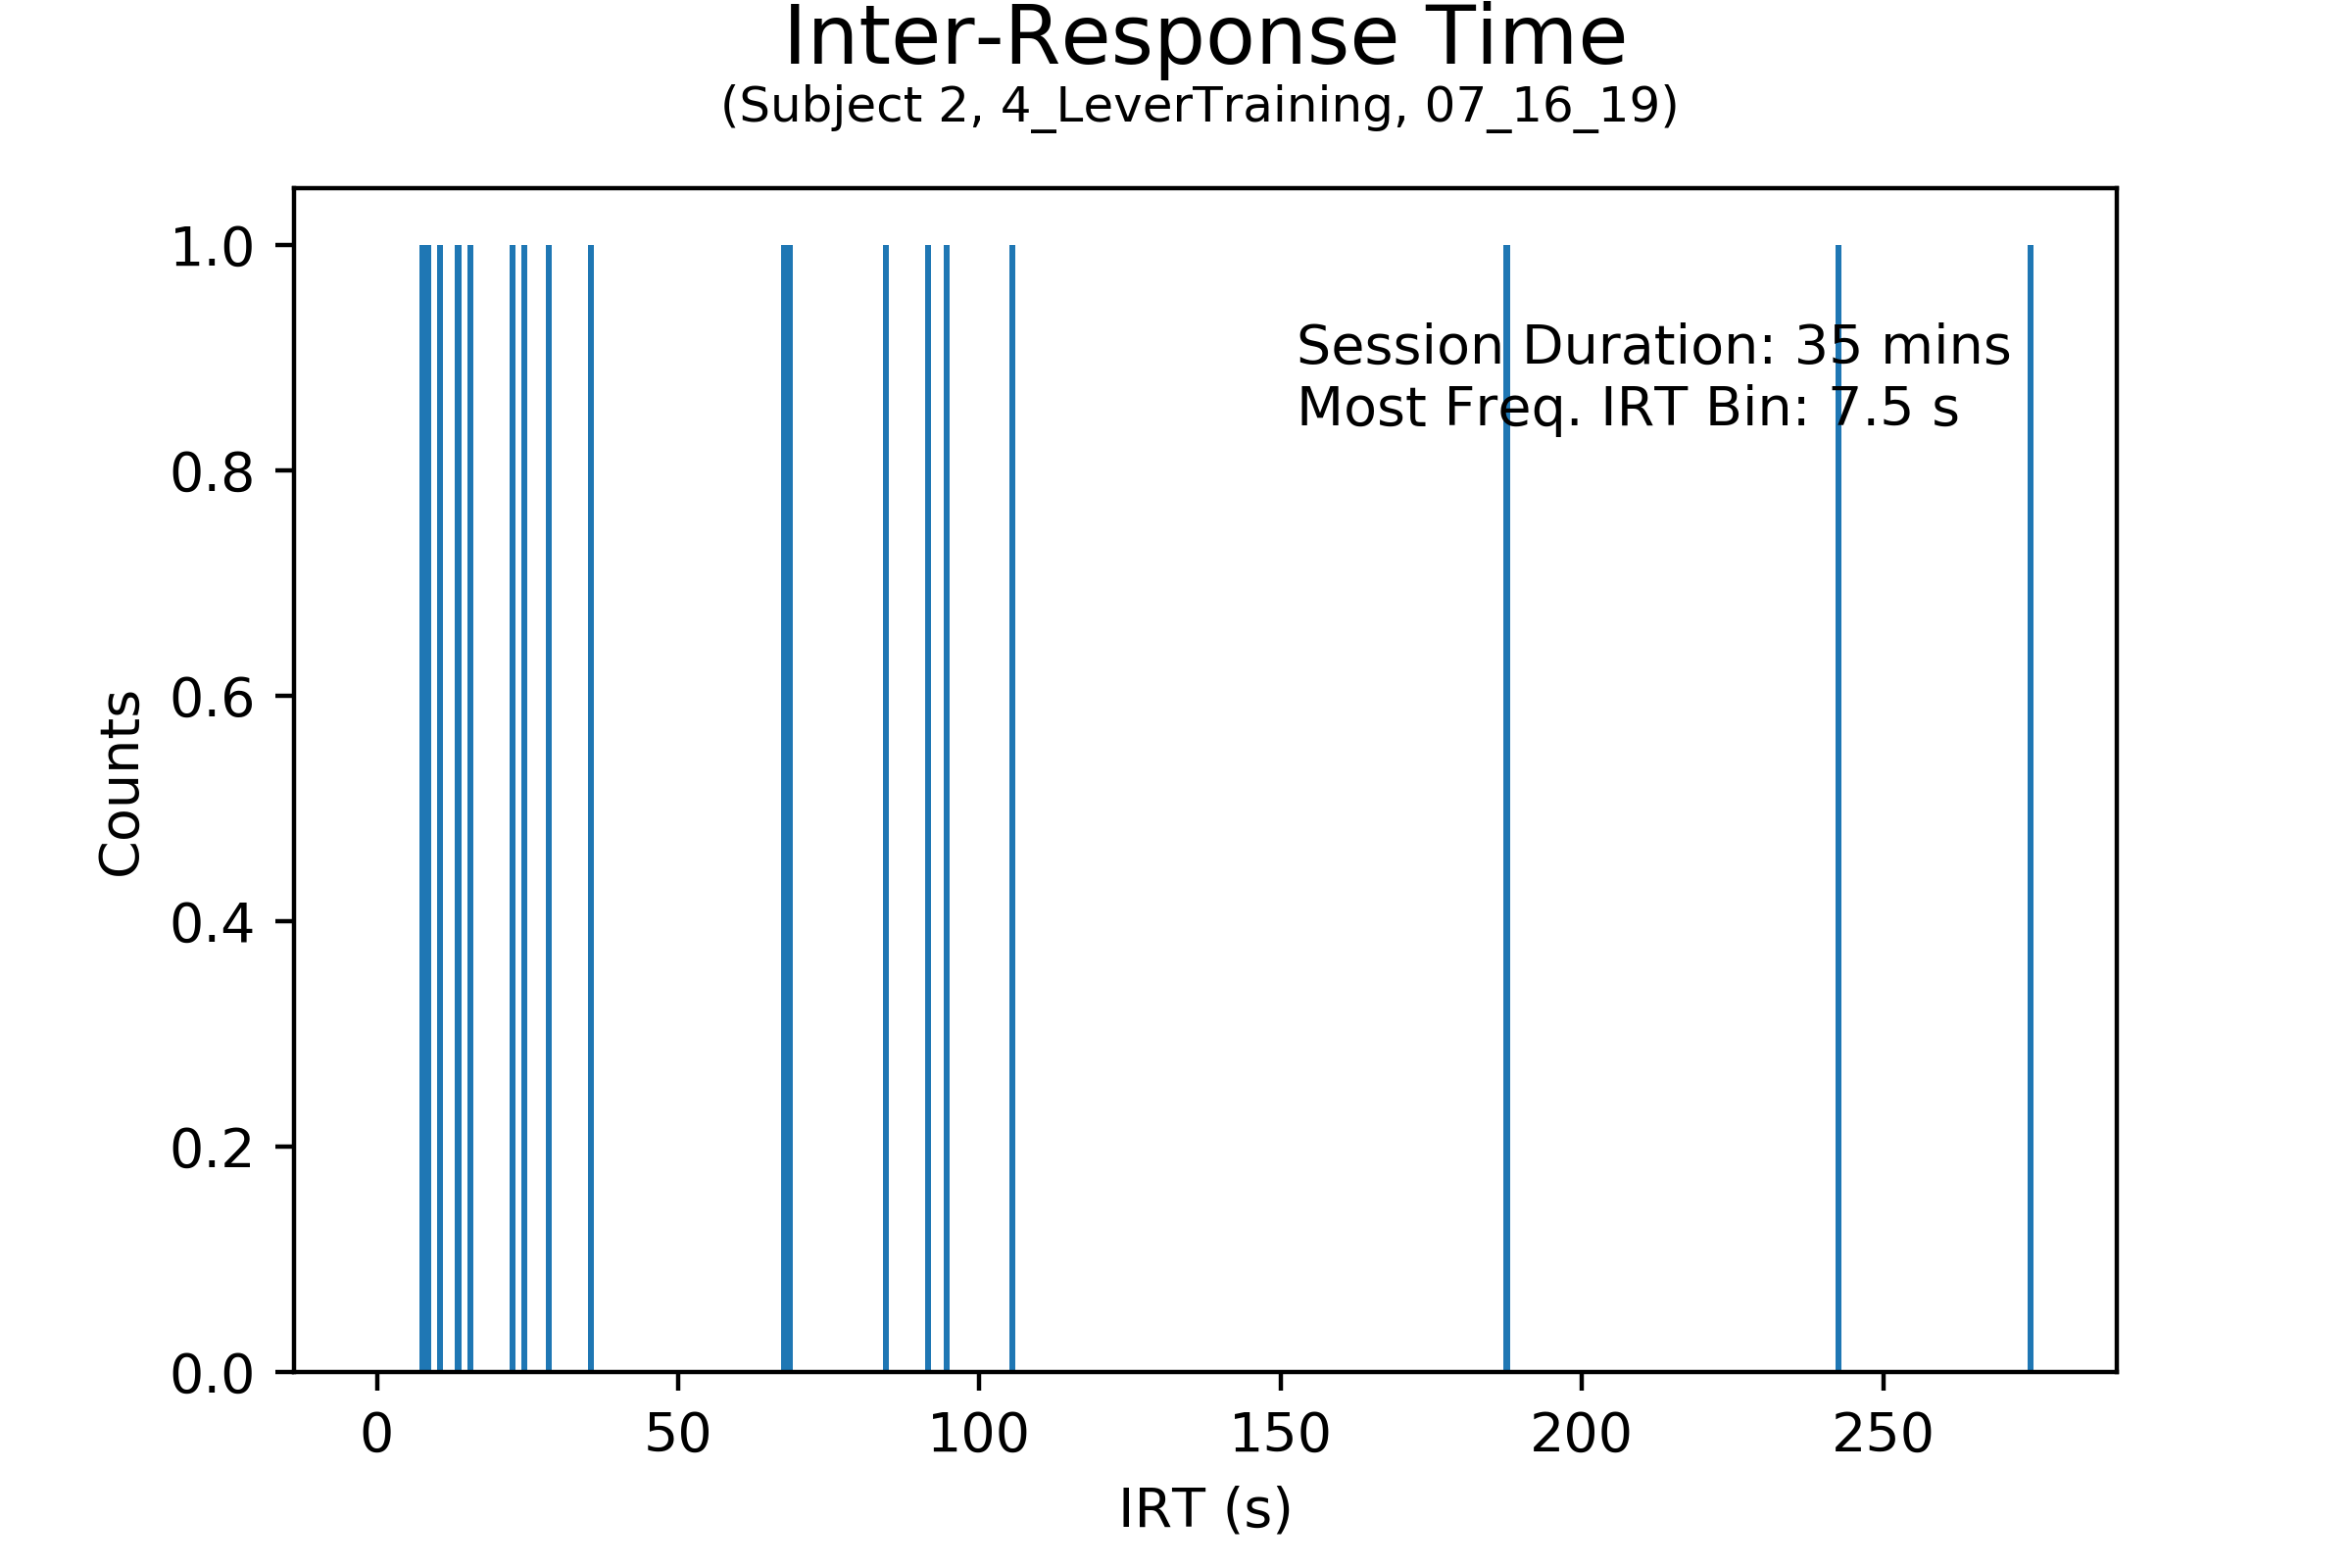 Inter-Response Time
(Subject 2, 4_LeverTraining, 07_16_19)
Session Duration: 35 mins
Most Freq. IRT Bin: 7.5 s
1.0
0.8
0.6
0.4
0.2
0.0
Counts
0 50 100 150 200 250
IRT (s)